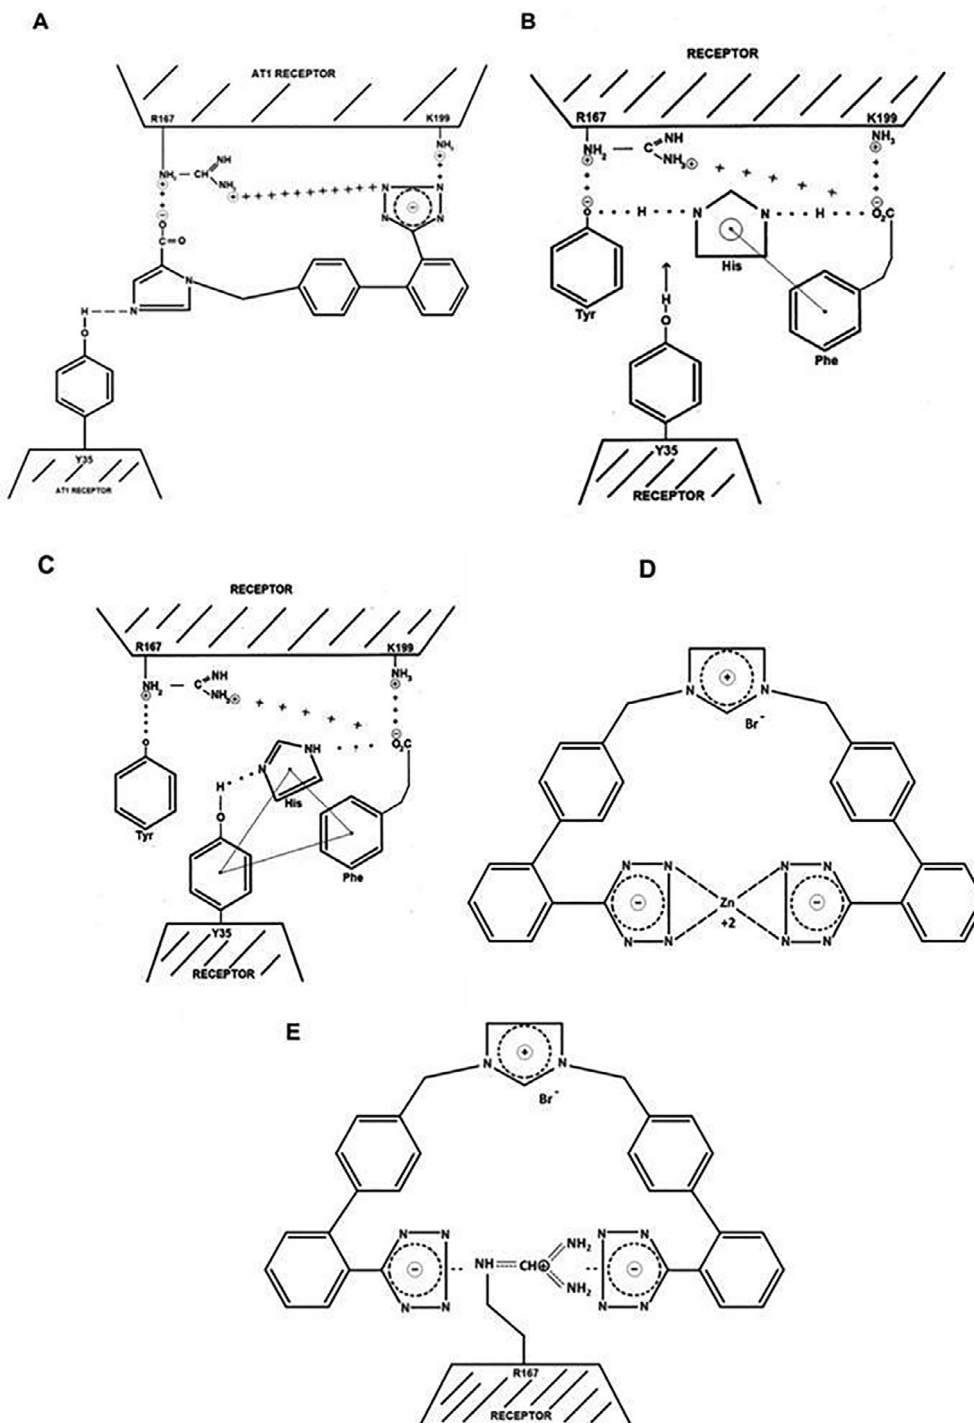 A
AT1 RECEPTOR
R167
K199
NH2 — CH
NH
NH2
NH3
N
N
N
N
O
C=O
N
N
H
O
Y35
AT1 RECEPTOR
B
RECEPTOR
R167
K199
NH2 — C
NH
NH3
NH3
O
H
N
N
H
O2C
His
Tyr
H
O
Phe
Y35
RECEPTOR
C
RECEPTOR
R167
K199
NH2 — C
NH
NH2
NH3
O
NH
O2C
N
H
His
O
Tyr
Phe
Y35
RECEPTOR
D
+
N
N
Br-
N N
N N
- Zn -
+2
N N
N N
E
+
N
N
Br-
N N
NH2
N N
- NH CH+ -
N N
NH2
N N
R167
RECEPTOR